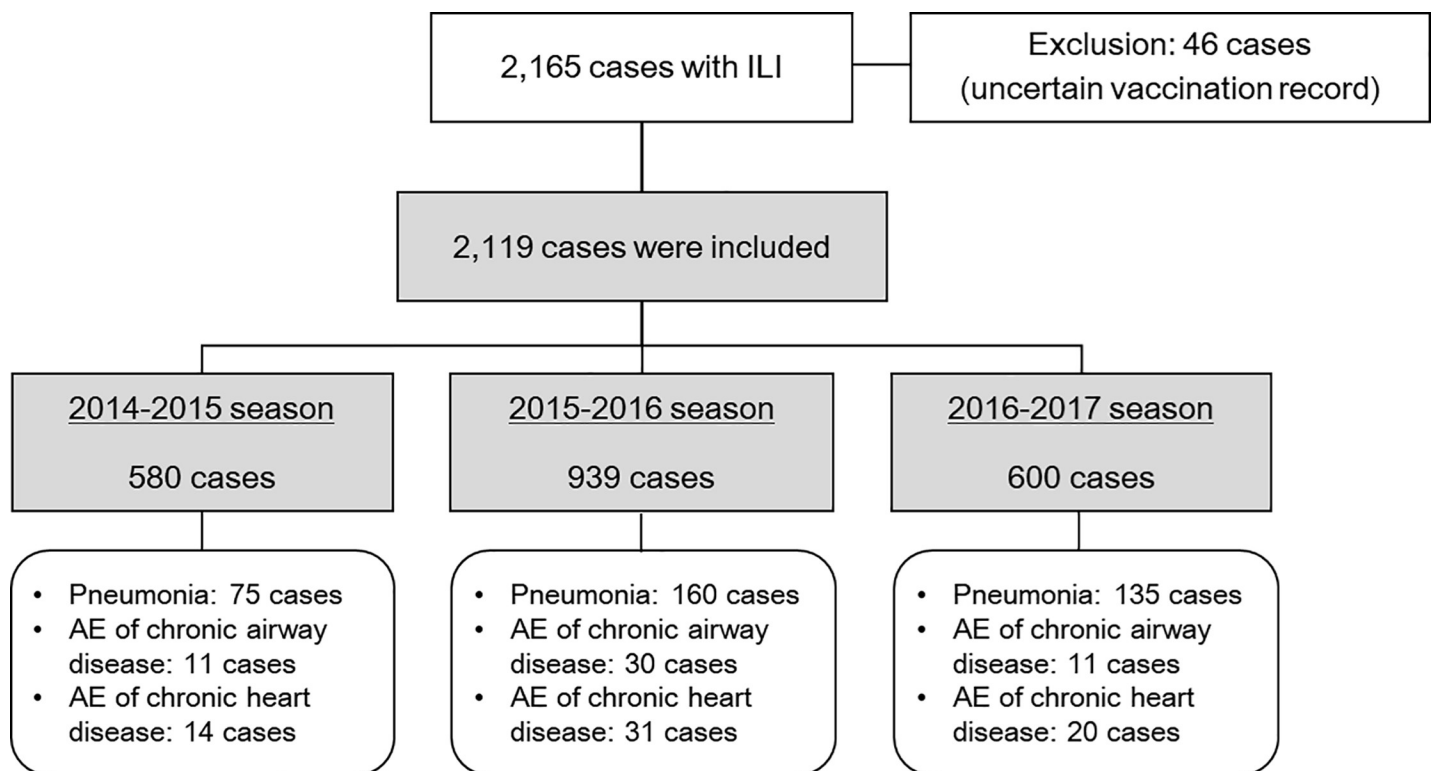 2,165 cases with ILI
Exclusion: 46 cases
(uncertain vaccination record)
2,119 cases were included
2014-2015 season
580 cases
2015-2016 season
939 cases
2016-2017 season
600 cases
• Pneumonia: 75 cases
• AE of chronic airway
disease: 11 cases
• AE of chronic heart
disease: 14 cases
• Pneumonia: 160 cases
• AE of chronic airway
disease: 30 cases
• AE of chronic heart
disease: 31 cases
• Pneumonia: 135 cases
• AE of chronic airway
disease: 11 cases
• AE of chronic heart
disease: 20 cases